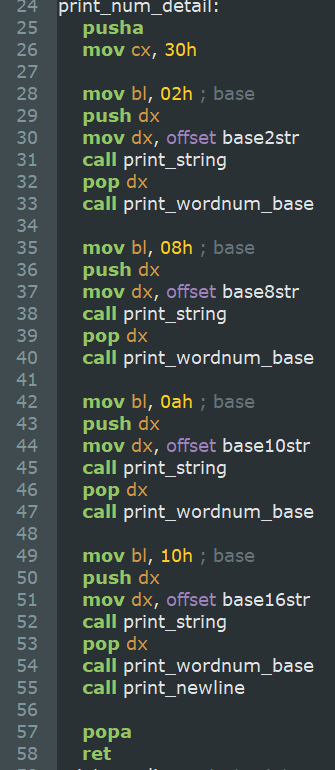 24 print_num_detail:
25 pusha
26 mov cx, 30h
27
28 mov bl, 02h ; base
29 push dx
30 mov dx, offset base2str
31 call print_string
32 pop dx
33 call print_wordnum_base
34
35 mov bl, 08h ; base
36 push dx
37 mov dx, offset base8str
38 call print_string
39 pop dx
40 call print_wordnum_base
41
42 mov bl, 0ah ; base
43 push dx
44 mov dx, offset base10str
45 call print_string
46 pop dx
47 call print_wordnum_base
48
49 mov bl, 10h ; base
50 push dx
51 mov dx, offset base16str
52 call print_string
53 pop dx
54 call print_wordnum_base
55 call print_newline
56
57 popa
58 ret